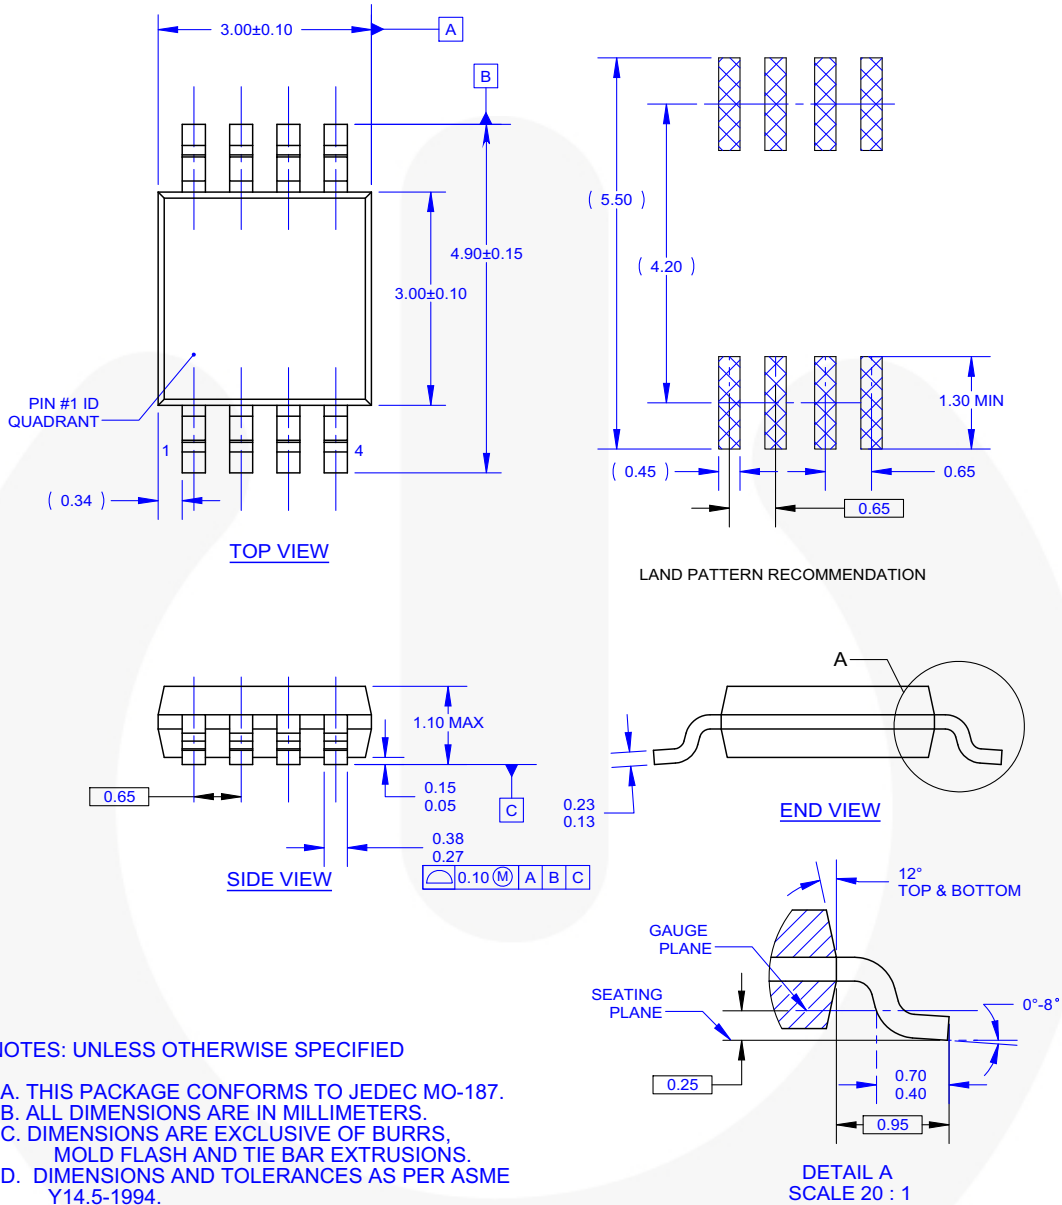 3.00±0.10
A
B
( 5.50 )
4.90±0.15
( 4.20 )
3.00±0.10
PIN #1 ID
QUADRANT
1.30 MIN
1
4
( 0.34 )
( 0.45 )
0.65
0.65
TOP VIEW
LAND PATTERN RECOMMENDATION
A
1.10 MAX
0.65
0.15
0.05
C
0.23
0.13
END VIEW
0.38
0.27
0.10 Ⓜ A B C
SIDE VIEW
12°
TOP & BOTTOM
GAUGE
PLANE
SEATING
PLANE
0°-8°
0.25
0.70
0.40
0.95
DETAIL A
SCALE 20 : 1
NOTES: UNLESS OTHERWISE SPECIFIED
A. THIS PACKAGE CONFORMS TO JEDEC MO-187.
B. ALL DIMENSIONS ARE IN MILLIMETERS.
C. DIMENSIONS ARE EXCLUSIVE OF BURRS,
MOLD FLASH AND TIE BAR EXTRUSIONS.
D. DIMENSIONS AND TOLERANCES AS PER ASME
Y14.5-1994.